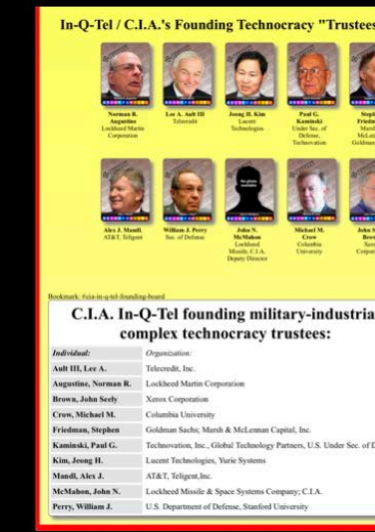 In-Q-Tel / C.I.A.'s Founding Technocracy "Trustees
Norman R. Augustine
Lockheed Martin Corporation
Lee A. Ault III
Telecredit
Jeong H. Kim
Lucent Technologies
Paul G. Kaminski
Under Sec. of Defense, Technovation
Alex J. Mandl
AT&T, Teligent
William J. Perry
Sec. of Defense
John N. McMahon
Lockheed Missile, C.I.A. Deputy Director
Michael M. Crow
Columbia University
Bookmark: #cia-in-q-tel-founding-board
C.I.A. In-Q-Tel founding military-industria
complex technocracy trustees:
Individual: Organization:
Ault III, Lee A. Telecredit, Inc.
Augustine, Norman R. Lockheed Martin Corporation
Brown, John Seely Xerox Corporation
Crow, Michael M. Columbia University
Friedman, Stephen Goldman Sachs; Marsh & McLennan Capital, Inc.
Kaminski, Paul G. Technovation, Inc., Global Technology Partners, U.S. Under Sec. of D
Kim, Jeong H. Lucent Technologies, Yurie Systems
Mandl, Alex J. AT&T, Teligent,Inc.
McMahon, John N. Lockheed Missile & Space Systems Company; C.I.A.
Perry, William J. U.S. Department of Defense, Stanford University